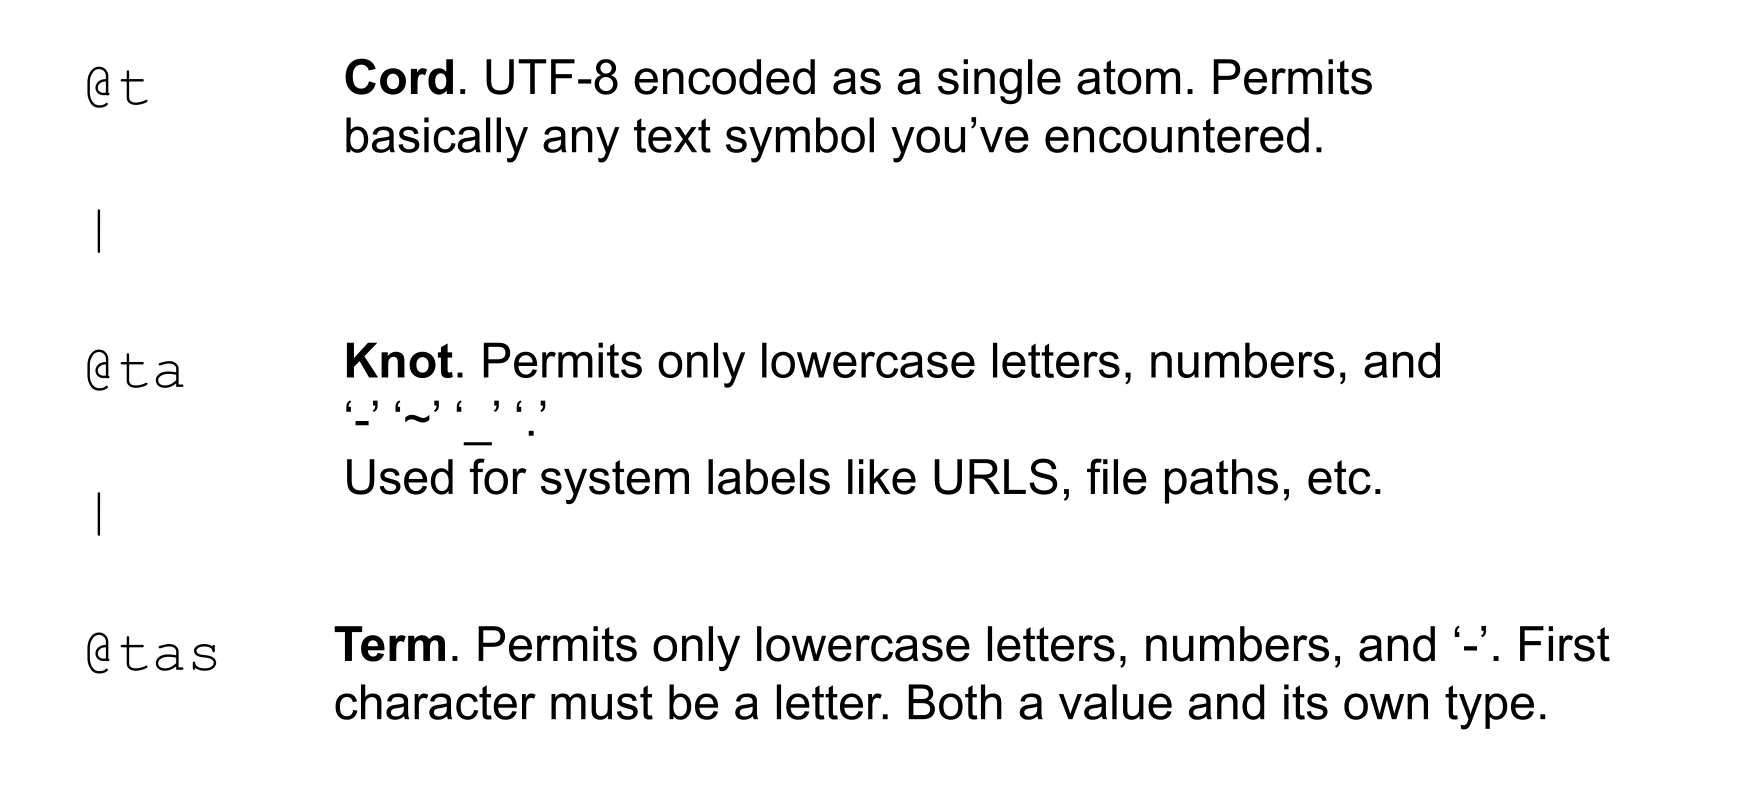 @t Cord. UTF-8 encoded as a single atom. Permits
basically any text symbol you’ve encountered.
|
@ta Knot. Permits only lowercase letters, numbers, and
‘-’ ‘~’ ‘_’ ‘.’
Used for system labels like URLS, file paths, etc.
|
@tas Term. Permits only lowercase letters, numbers, and ‘-’. First
character must be a letter. Both a value and its own type.